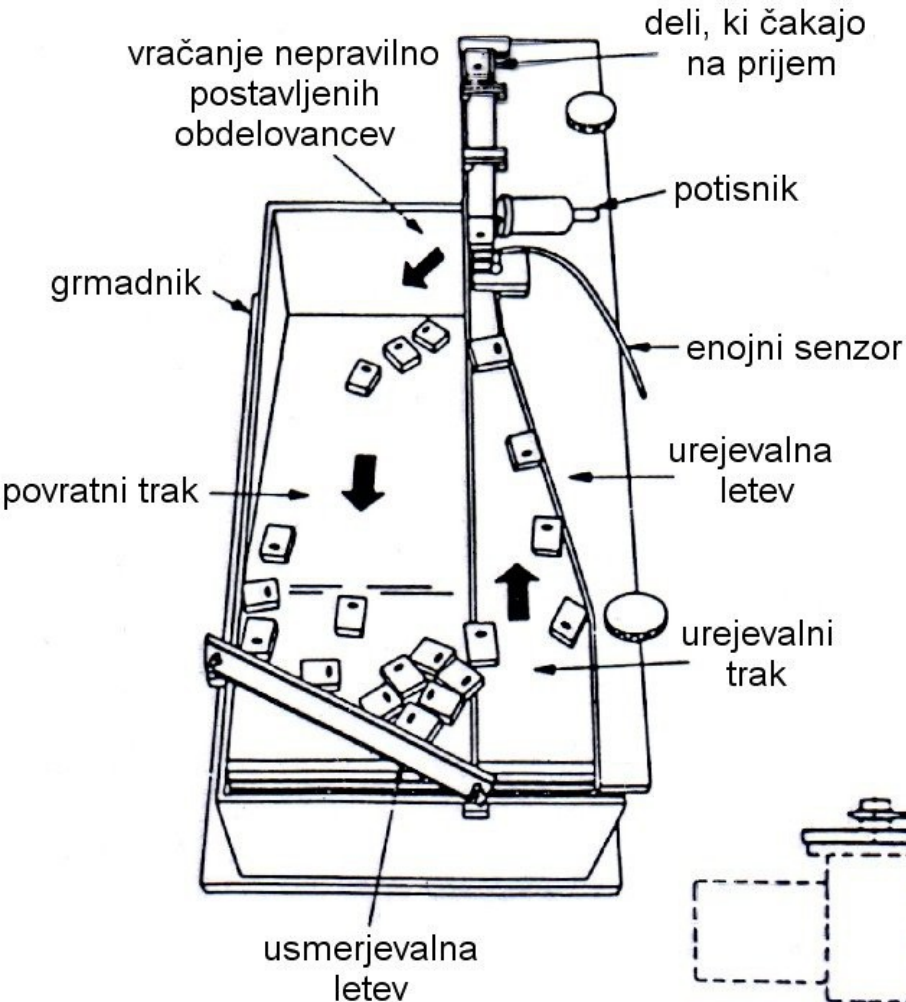 deli, ki čakajo
na prijem
vračanje nepravilno
postavljenih
obdelovancev
potisnik
grmadnik
enojni senzor
urejevalna
letev
povratni trak
urejevalni
trak
usmerjevalna
letev